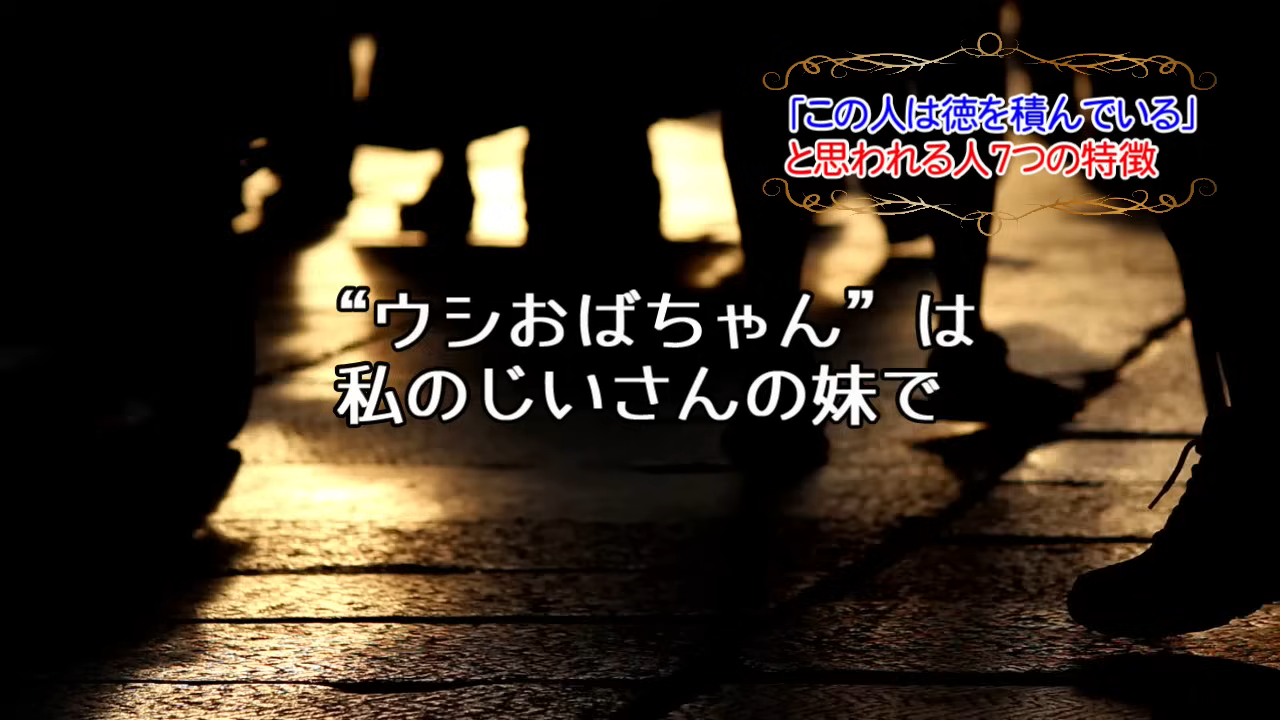 「この人は徳を積んでいる」
と思われる人7つの特徴
“ウシおばちゃん”は
私のじいさんの妹で